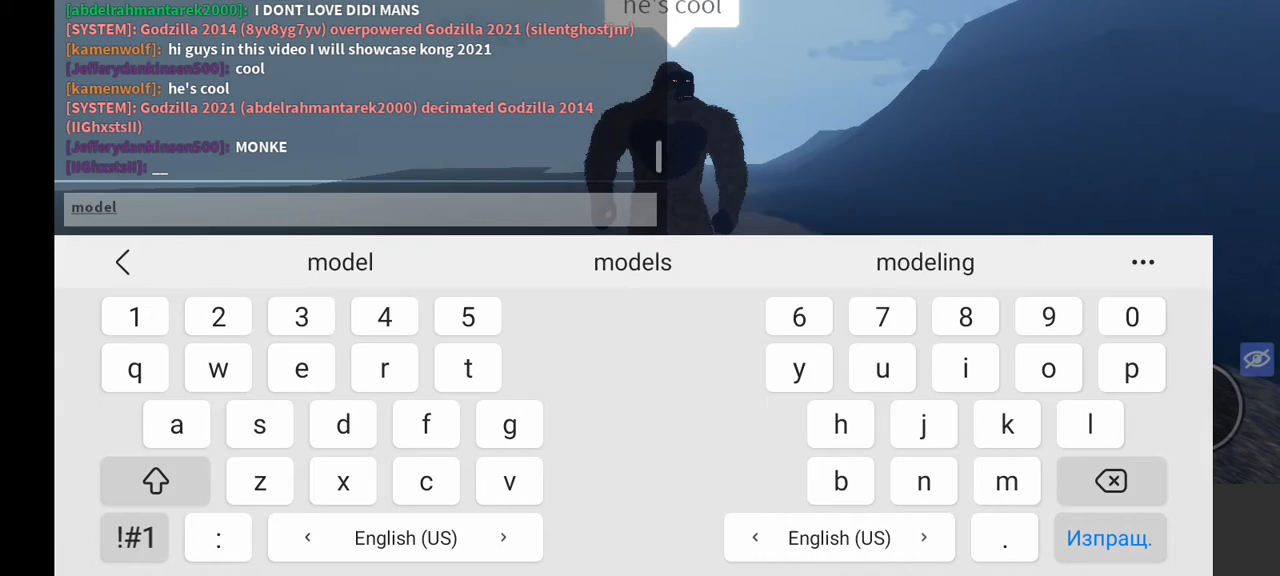 he's cool
[abdelrahmantarek2000]: I DONT LOVE DIDI MANS
[SYSTEM]: Godzilla 2014 (8yv8yg7yv) overpowered Godzilla 2021 (silentghostjnr)
[kamenwolf]: hi guys in this video I will showcase kong 2021
[Jefferydankinsen500]: cool
[kamenwolf]: he's cool
[SYSTEM]: Godzilla 2021 (abdelrahmantarek2000) decimated Godzilla 2014
(IIGhxstsII)
[Jefferydankinsen500]: MONKE
[IIGhxstsII]: __
model
model models modeling
1 2 3 4 5 6 7 8 9 0
q w e r t y u i o p
a s d f g h j k l
z x c v b n m
!#1 : English (US) English (US) . Изпращ.